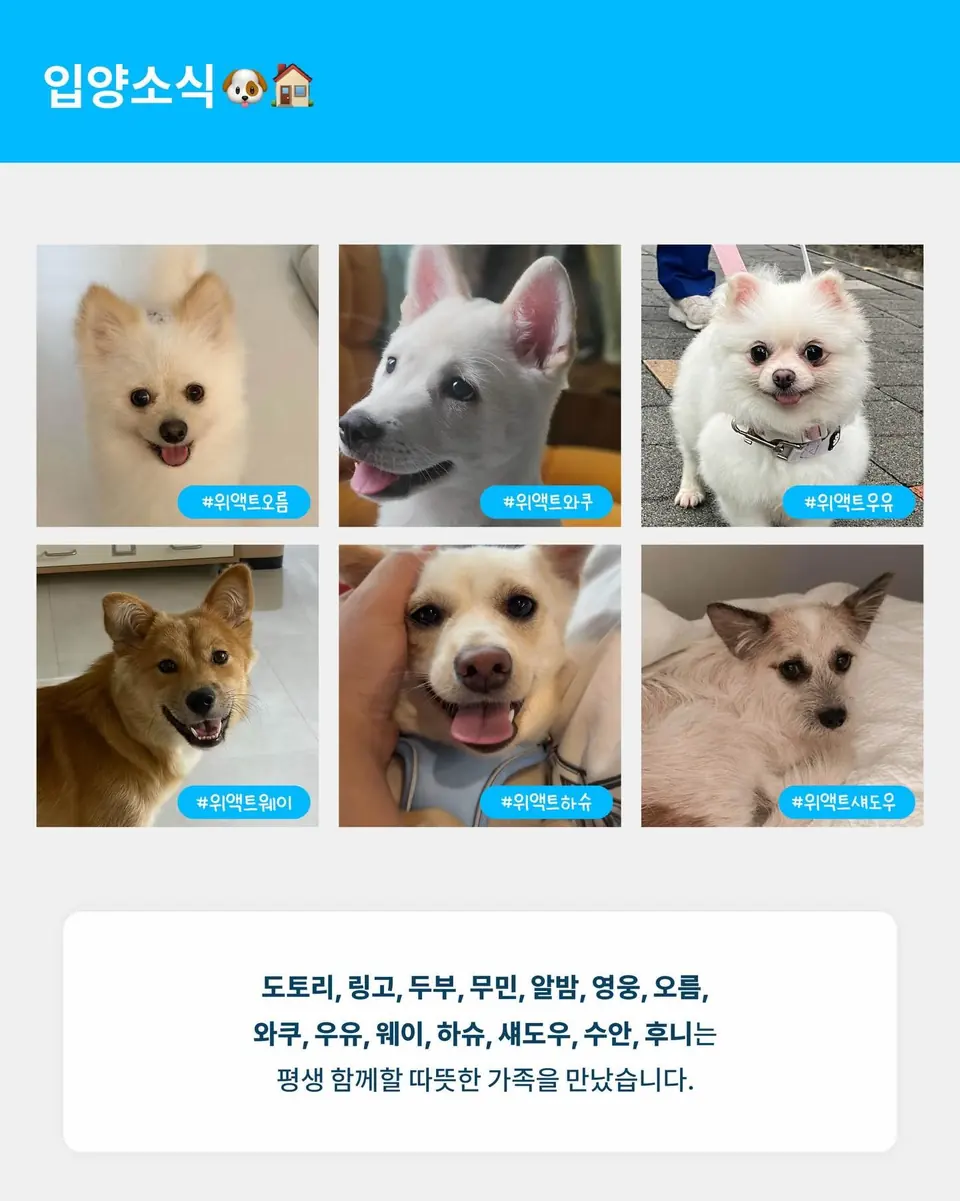 입양소식🐶🏠
#위액트오름
#위액트와쿠
#위액트우유
#위액트웨이
#위액트하슈
#위액트섀도우
도토리, 링고, 두부, 무민, 알밤, 영웅, 오름,
와쿠, 우유, 웨이, 하슈, 섀도우, 수안, 후니는
평생 함께할 따뜻한 가족을 만났습니다.